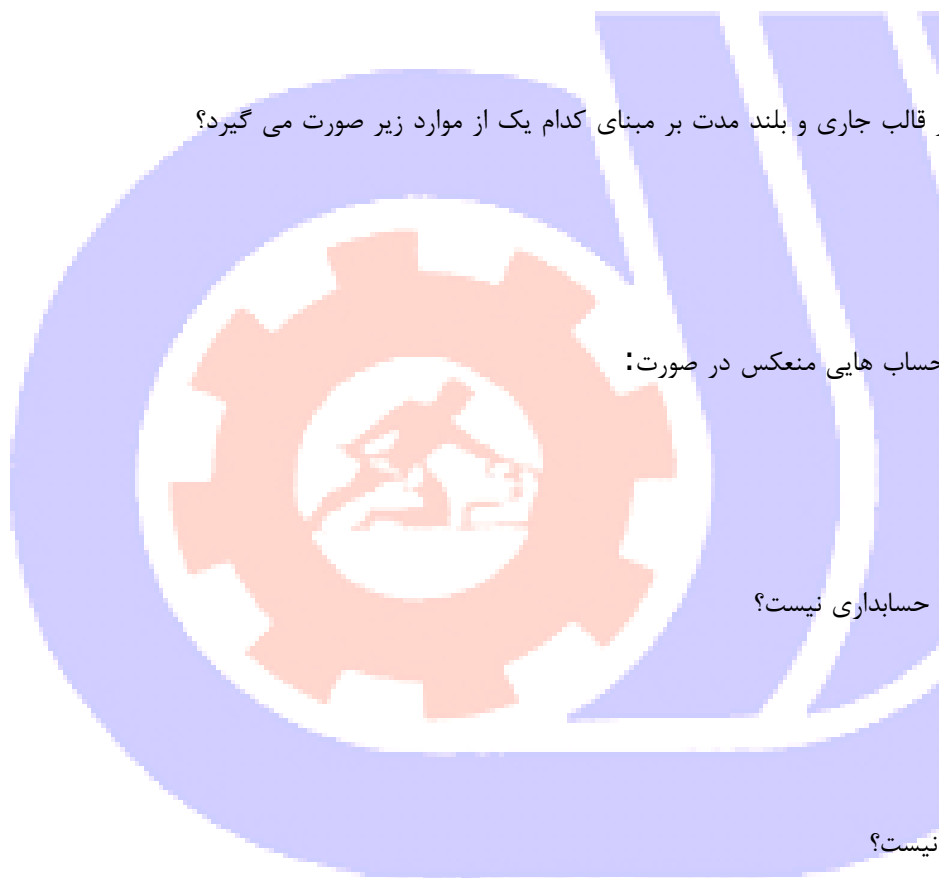 قالب جاری و بلند مدت بر مبنای کدام یک از موارد زیر صورت می گیرد؟
حساب هایی منعکس در صورت:
حسابداری نیست؟
نیست؟